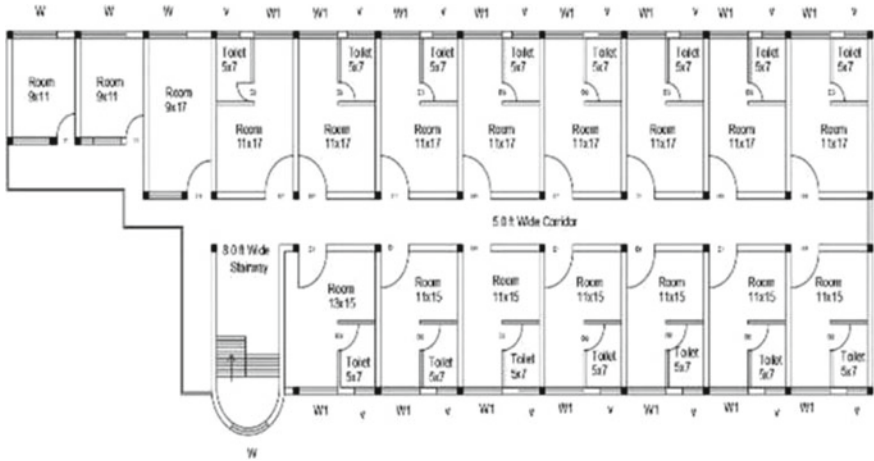 W W W V W1 W1 V W1 V W1 V W1 V W1 V W1 V W1 V
Toilet Toilet Toilet Toilet Toilet Toilet Toilet Toilet
5x7 5x7 5x7 5x7 5x7 5x7 5x7 5x7
Room Room Room
9x11 9x11 9x17
Room Room Room Room Room Room Room Room
11x17 11x17 11x17 11x17 11x17 11x17 11x17 11x17
5.0 ft Wide Corridor
8.0 ft Wide
Stairway
Room Room Room Room Room Room Room
13x15 11x15 11x15 11x15 11x15 11x15 11x15
Toilet Toilet Toilet Toilet Toilet Toilet Toilet
5x7 5x7 5x7 5x7 5x7 5x7 5x7
W1 V W1 V W1 V W1 V W1 V W1 V W1 V
W